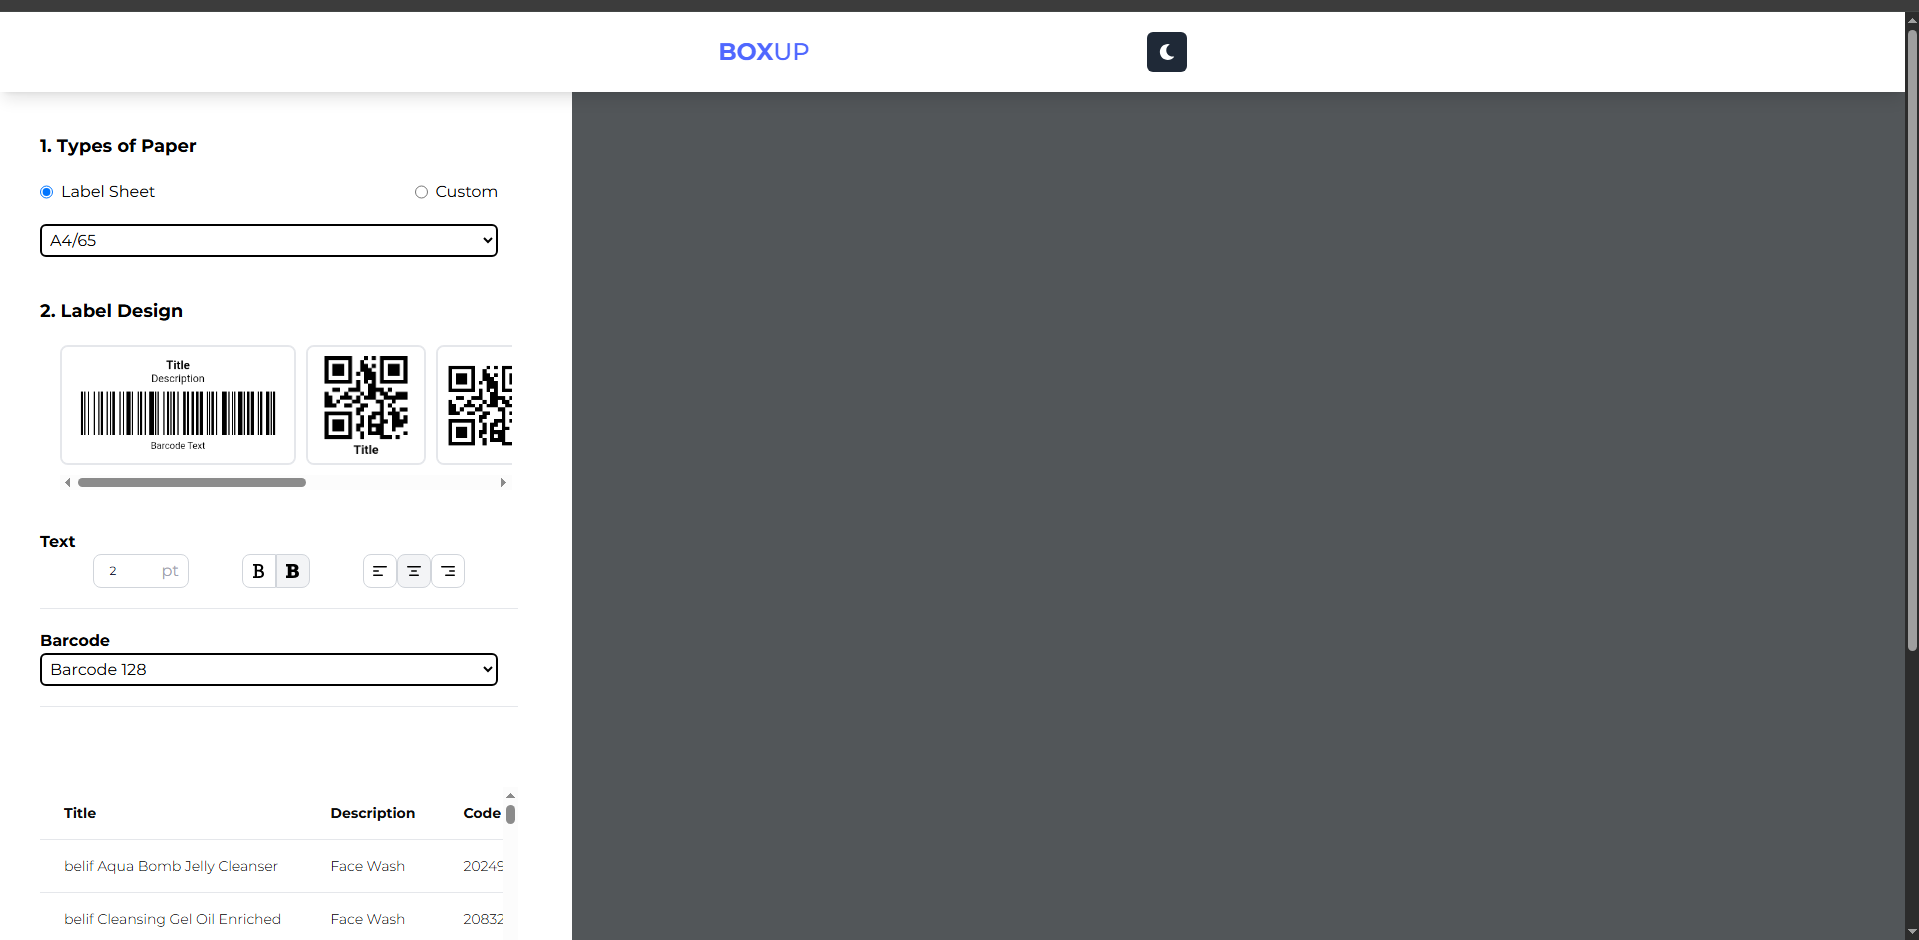 BOXUP
1. Types of Paper
Label Sheet
Custom
A4/65
2. Label Design
Title
Description
Barcode Text
Title
Text
2 pt
B B
Barcode
Barcode 128
Title Description Code
belif Aqua Bomb Jelly Cleanser Face Wash 20249
belif Cleansing Gel Oil Enriched Face Wash 20832